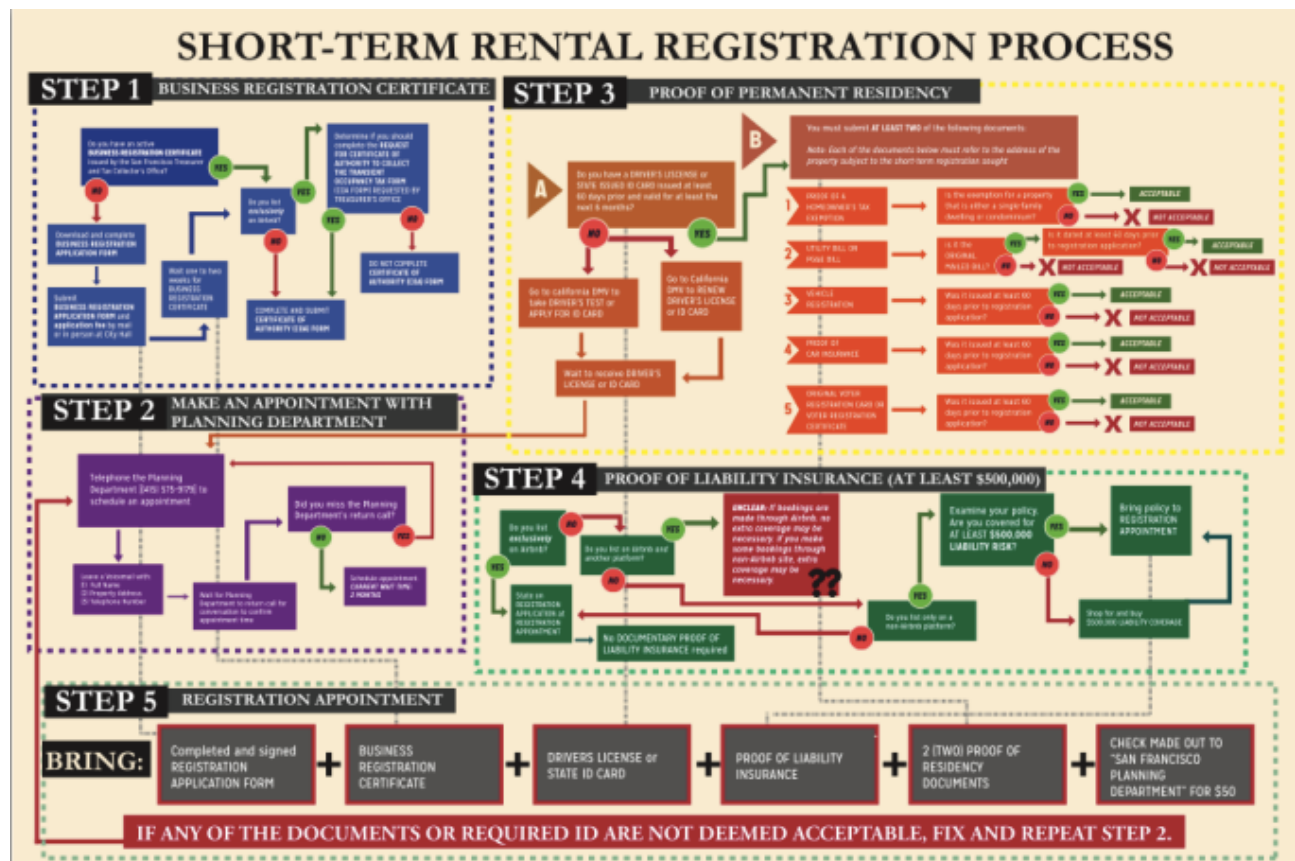 SHORT-TERM RENTAL REGISTRATION PROCESS
STEP 1
BUSINESS REGISTRATION CERTIFICATE
Do you have an active
BUSINESS REGISTRATION CERTIFICATE
issued by the San Francisco Treasurer
and Tax Collector's Office?
YES
NO
Download and complete
BUSINESS REGISTRATION
APPLICATION FORM
Submit
BUSINESS REGISTRATION
APPLICATION FORM and
application fee by mail
or in person at City Hall
Wait one to two
weeks for
BUSINESS
REGISTRATION
CERTIFICATE
Do you list
exclusively
on Airbnb?
YES
NO
Determine if you should
complete the REQUEST
FOR CERTIFICATE OF
AUTHORITY TO COLLECT
THE TRANSIENT
OCCUPANCY TAX FORM
FORMS REQUESTED BY
TREASURER'S OFFICE
YES
NO
COMPLETE AND SUBMIT
CERTIFICATE OF
AUTHORITY FORM
DO NOT COMPLETE
CERTIFICATE OF
AUTHORITY FORM
STEP 2
MAKE AN APPOINTMENT WITH
PLANNING DEPARTMENT
Telephone the Planning
Department [(415) 575-9179] to
schedule an appointment
Leave a Voicemail with
1) Full Name
2) Property Address
3) Telephone Number
Wait for Planning
Department to return call for
conversation to confirm
appointment time
Did you miss the Planning
Department's return call?
NO
YES
Schedule appointment
CURRENT WAIT TIME:
2 MONTHS
STEP 3
PROOF OF PERMANENT RESIDENCY
A
Do you have a DRIVER'S LISCENSE or
STATE ISSUED ID CARD issued at least
60 days prior and valid for at least the
next 6 months?
NO
YES
Go to california DMV to
take DRIVER'S TEST or
APPLY FOR ID CARD
Go to California
DMV to RENEW
DRIVER'S LICENSE
or ID CARD
Wait to receive DRIVER'S
LICENSE or ID CARD
B
You must submit AT LEAST TWO of the following documents:
Note: Each of the documents below must refer to the address of the
property subject to the short-term registration sought
1
PROOF OF A
HOMEOWNER'S TAX
EXEMPTION
Is the exemption for a property
that is either a single family
dwelling or condominium?
YES
ACCEPTABLE
NO
X
NOT ACCEPTABLE
2
UTILITY BILL OR
PG&E BILL
Is it the
ORIGINAL
MAILED BILL?
YES
NO
X
NOT ACCEPTABLE
Is it dated at least 60 days prior
to registration application?
YES
ACCEPTABLE
NO
X
NOT ACCEPTABLE
3
VEHICLE
REGISTRATION
Was it issued at least 60
days prior to registration
application?
YES
ACCEPTABLE
NO
X
NOT ACCEPTABLE
4
PROOF OF
CAR INSURANCE
Was it issued at least 60
days prior to registration
application?
YES
ACCEPTABLE
NO
X
NOT ACCEPTABLE
5
ORIGINAL VOTER
REGISTRATION CARD OR
VOTER REGISTRATION
CERTIFICATE
Was it issued at least 60
days prior to registration
application?
YES
ACCEPTABLE
NO
X
NOT ACCEPTABLE
STEP 4
PROOF OF LIABILITY INSURANCE (AT LEAST $500,000)
Do you list
exclusively
on Airbnb?
NO
YES
State on
REGISTRATION
APPLICATION at
REGISTRATION
APPOINTMENT
No DOCUMENTARY PROOF OF
LIABILITY INSURANCE required
Do you list on Airbnb and
another platform?
YES
NO
UNCLEAR: If bookings are
made through Airbnb, no
extra coverage may be
necessary. If you make
some bookings through
non-Airbnb site, extra
coverage may be
necessary.
??
Do you list only on a
non-Airbnb platform?
YES
NO
Examine your policy.
Are you covered for
AT LEAST $500,000
LIABILITY RISK?
YES
NO
Bring policy to
REGISTRATION
APPOINTMENT
Shop for and buy
$500,000 LIABILITY COVERAGE
STEP 5
REGISTRATION APPOINTMENT
BRING:
Completed and signed
REGISTRATION
APPLICATION FORM
+
BUSINESS
REGISTRATION
CERTIFICATE
+
DRIVERS LICENSE or
STATE ID CARD
+
PROOF OF LIABILITY
INSURANCE
+
2 (TWO) PROOF OF
RESIDENCY
DOCUMENTS
+
CHECK MADE OUT TO
"SAN FRANCISCO
PLANNING
DEPARTMENT" FOR $50
IF ANY OF THE DOCUMENTS OR REQUIRED ID ARE NOT DEEMED ACCEPTABLE, FIX AND REPEAT STEP 2.